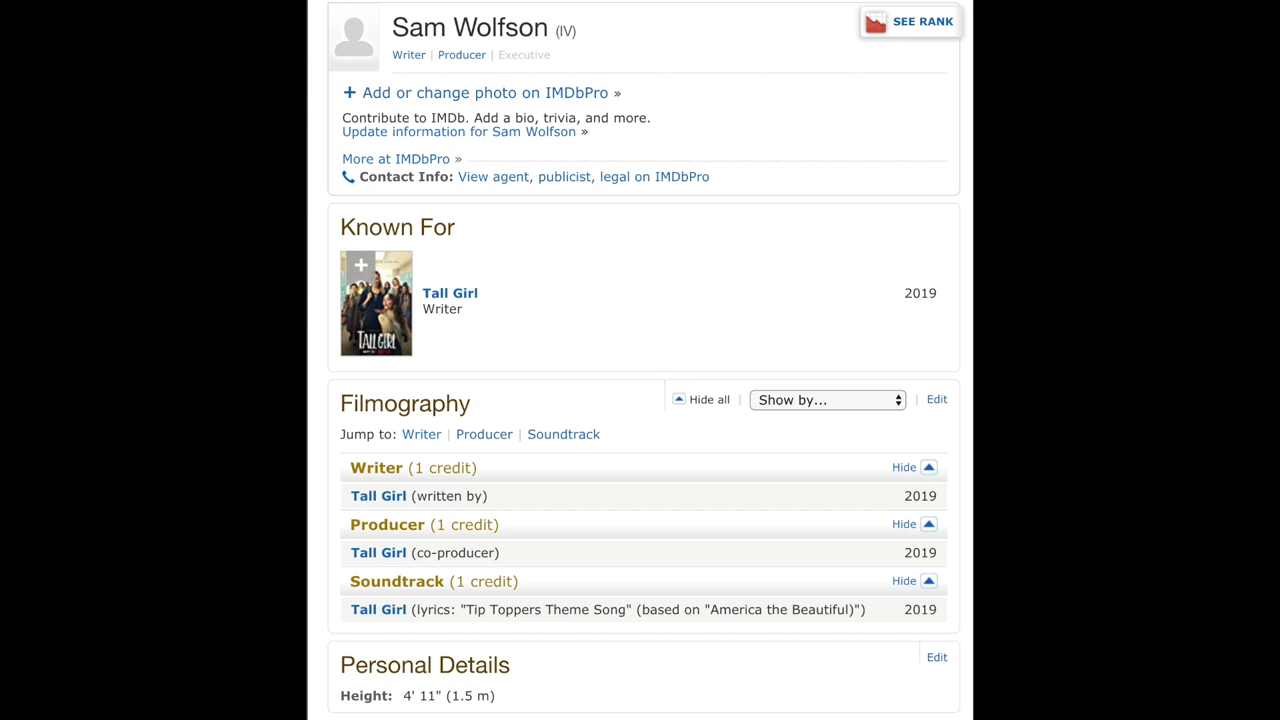 Sam Wolfson (IV)
SEE RANK
Writer | Producer | Executive
+ Add or change photo on IMDbPro »
Contribute to IMDb. Add a bio, trivia, and more.
Update information for Sam Wolfson »
More at IMDbPro »
Contact Info: View agent, publicist, legal on IMDbPro
Known For
TALL GIRL
Tall Girl
2019
Writer
Filmography
Hide all | Show by... | Edit
Jump to: Writer | Producer | Soundtrack
Writer (1 credit) Hide
Tall Girl (written by) 2019
Producer (1 credit) Hide
Tall Girl (co-producer) 2019
Soundtrack (1 credit) Hide
Tall Girl (lyrics: "Tip Toppers Theme Song" (based on "America the Beautiful)") 2019
Personal Details
Edit
Height: 4' 11" (1.5 m)